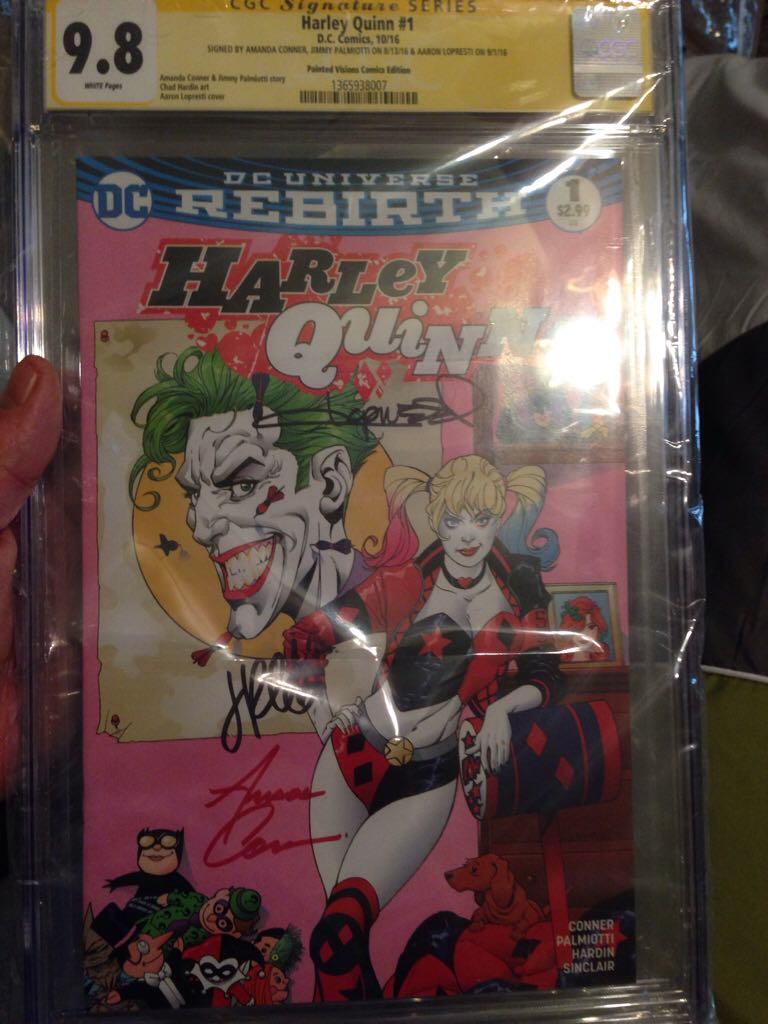 CGC Signature SERIES
9.8
WHITE Pages
Harley Quinn #1
D.C. Comics, 10/16
SIGNED BY AMANDA CONNER, JIMMY PALMIOTTI ON 8/13/16 & AARON LOPRESTI ON 9/1/16
Painted Visions Comics Edition
Amanda Conner & Jimmy Palmiotti story
Chad Hardin art
Aaron Lopresti cover
1365938007
CGC
DC UNIVERSE
DC
REBIRTH
1
$2.99
HARLEY
QUINN
CONNER
PALMIOTTI
HARDIN
SINCLAIR